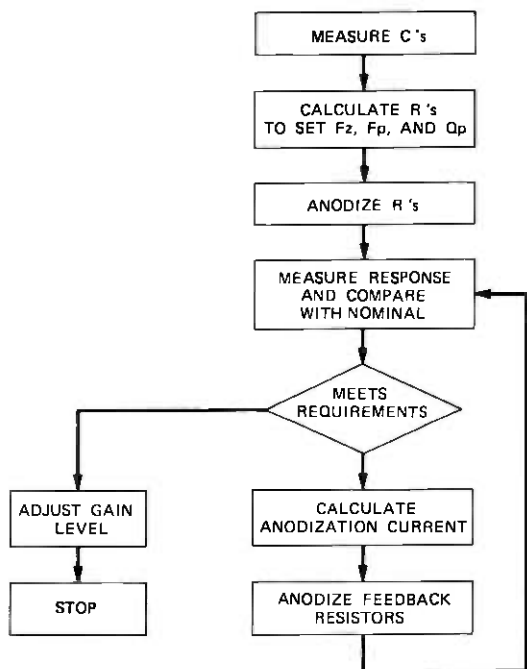 MEASURE C's
CALCULATE R's
TO SET Fz, Fp, AND Qp
ANODIZE R's
MEASURE RESPONSE
AND COMPARE
WITH NOMINAL
MEETS
REQUIREMENTS
ADJUST GAIN
LEVEL
STOP
CALCULATE
ANODIZATION CURRENT
ANODIZE FEEDBACK
RESISTORS